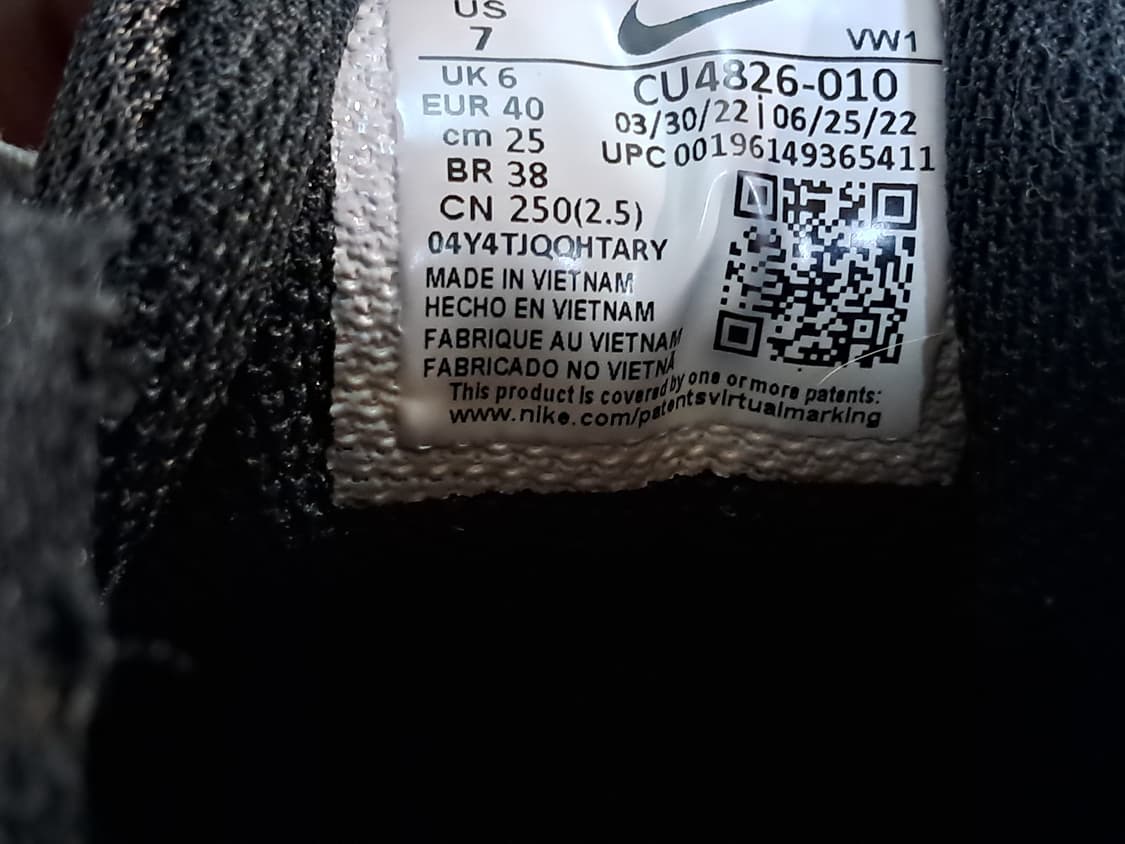 US
7
VW1
UK 6
EUR 40
cm 25
BR 38
CN 250(2.5)
CU4826-010
03/30/22 | 06/25/22
UPC 00196149365411
04Y4TJQQHTARY
MADE IN VIETNAM
HECHO EN VIETNAM
FABRIQUE AU VIETNAM
FABRICADO NO VIETNA
This product is covered by one or more patents:
www.nike.com/patentsvirtualmarking